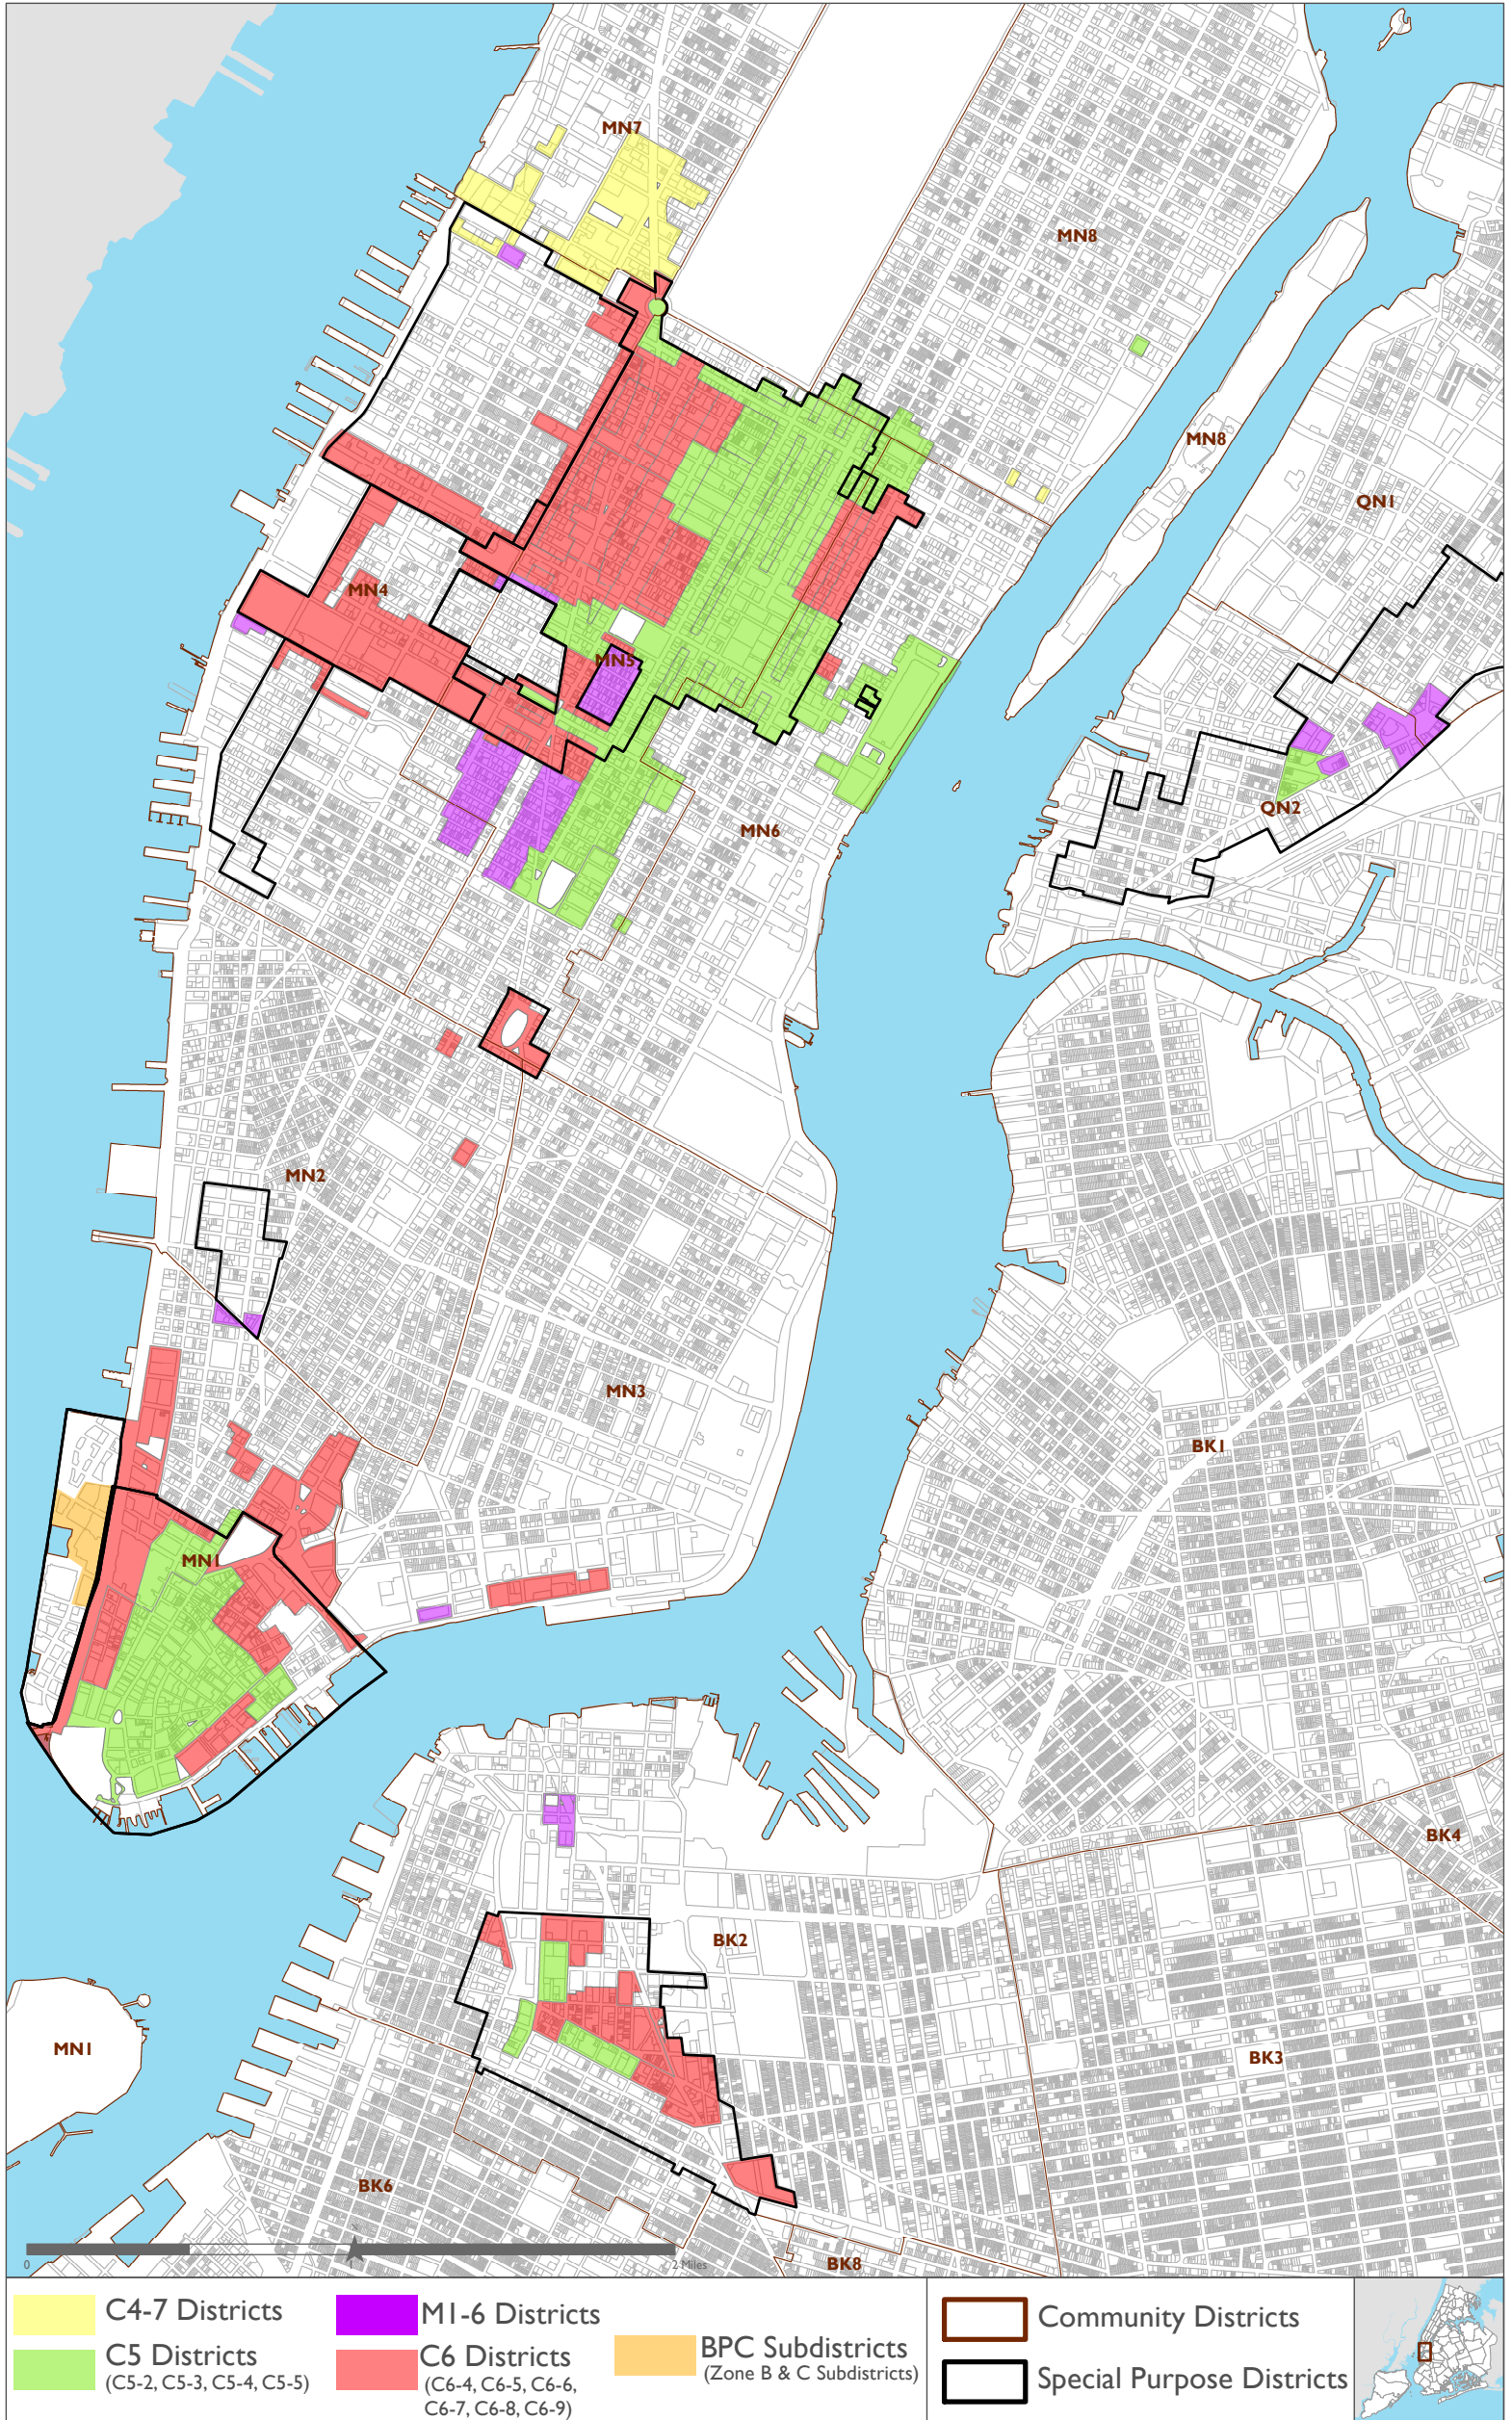 MN7
MN8
MN8
QN1
MN4
MN5
QN2
MN6
MN2
MN3
BK1
MN1
BK4
BK2
MN1
BK3
BK6
BK8
0
2 Miles
C4-7 Districts
C5 Districts
(C5-2, C5-3, C5-4, C5-5)
M1-6 Districts
C6 Districts
(C6-4, C6-5, C6-6,
C6-7, C6-8, C6-9)
BPC Subdistricts
(Zone B & C Subdistricts)
Community Districts
Special Purpose Districts